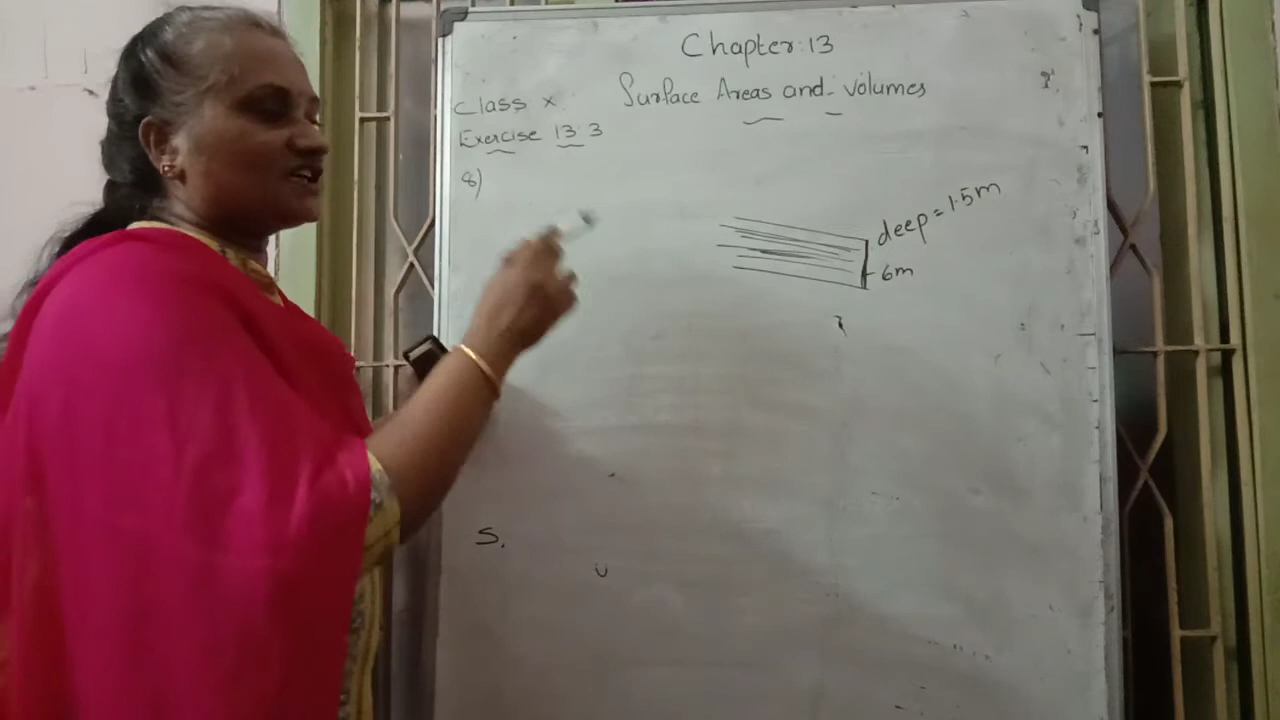 Chapter: 13
Surface Areas and volumes
Class x.
Exercise 13.3
8)
deep = 1.5m
6m
S.